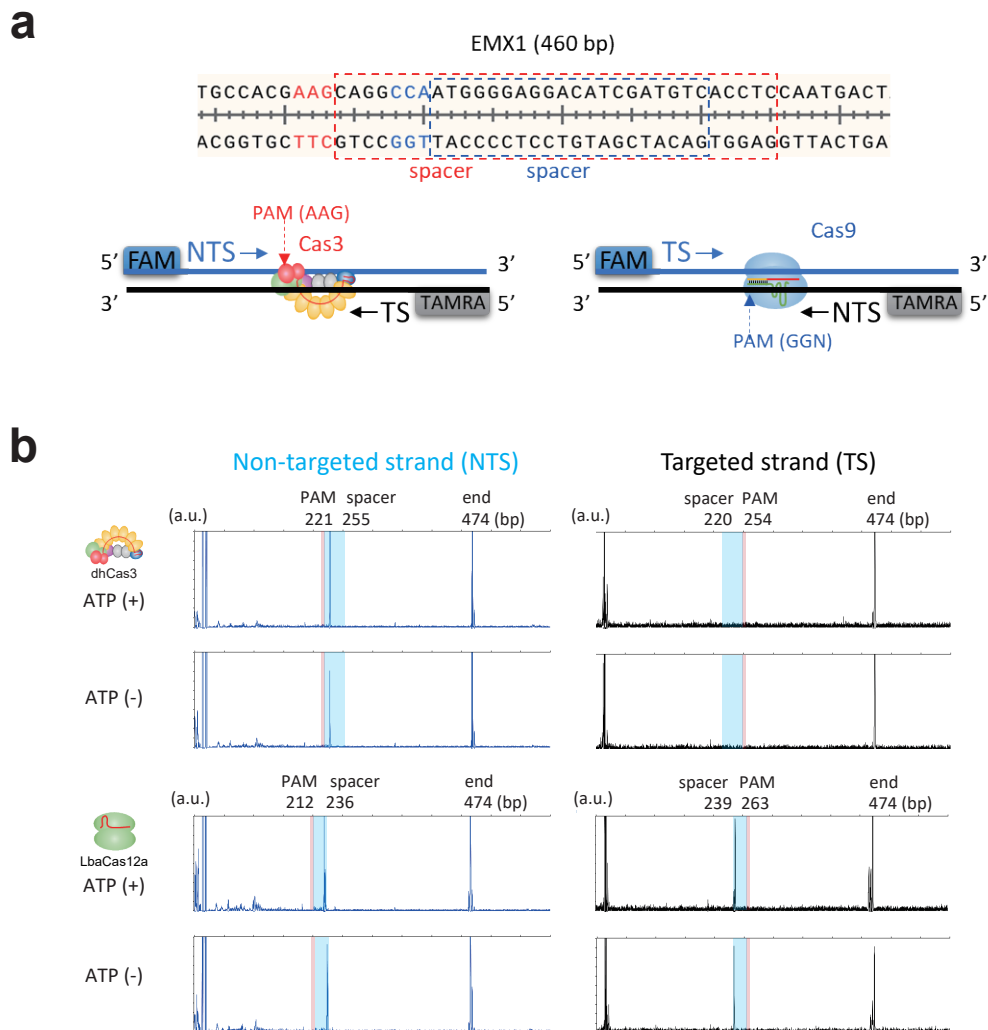 a
EMX1 (460 bp)
TGCCACGAAGCAGGCCAATGGGGAGGACATCGATGTCACCTCCAATGACT
ACGGTGCTTCGTCCGGTTACCCCTCCTGTAGCTACAGTGGAGGTTACTGA
spacer spacer
PAM (AAG)
Cas3
5’ FAM NTS 3’
3’ TS TAMRA 5’
Cas9
5’ FAM TS 3’
3’ NTS TAMRA 5’
PAM (GGN)
b
Non-targeted strand (NTS) Targeted strand (TS)
PAM spacer end
(a.u.) 221 255 474 (bp)
spacer PAM end
(a.u.) 220 254 474 (bp)
dhCas3
ATP (+)
ATP (-)
PAM spacer end
(a.u.) 212 236 474 (bp)
spacer PAM end
(a.u.) 239 263 474 (bp)
LbaCas12a
ATP (+)
ATP (-)